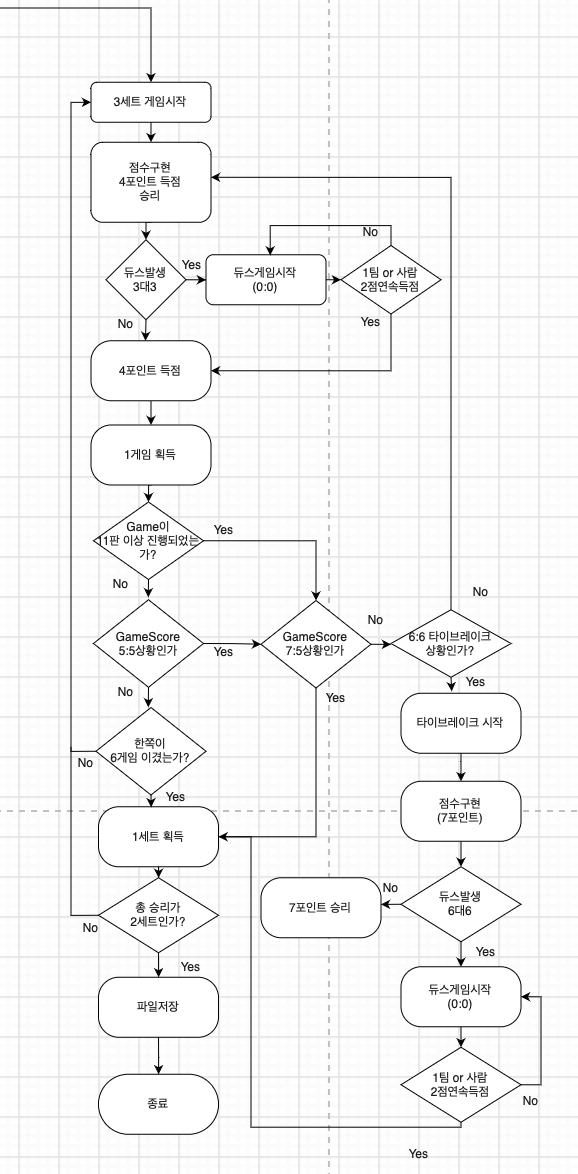 3세트 게임시작
점수구현
4포인트 득점
승리
듀스발생
3대3
Yes
No
듀스게임시작
(0:0)
No
1팀 or 사람
2점연속득점
Yes
4포인트 득점
1게임 획득
Game이
11판 이상 진행되었는
가?
Yes
No
GameScore
5:5상황인가
Yes
No
GameScore
7:5상황인가
No
Yes
6:6 타이브레이크
상황인가?
No
Yes
한쪽이
6게임 이겼는가?
No
Yes
1세트 획득
총 승리가
2세트인가?
No
Yes
파일저장
종료
타이브레이크 시작
점수구현
(7포인트)
듀스발생
6대6
No
7포인트 승리
Yes
듀스게임시작
(0:0)
1팀 or 사람
2점연속득점
No
Yes